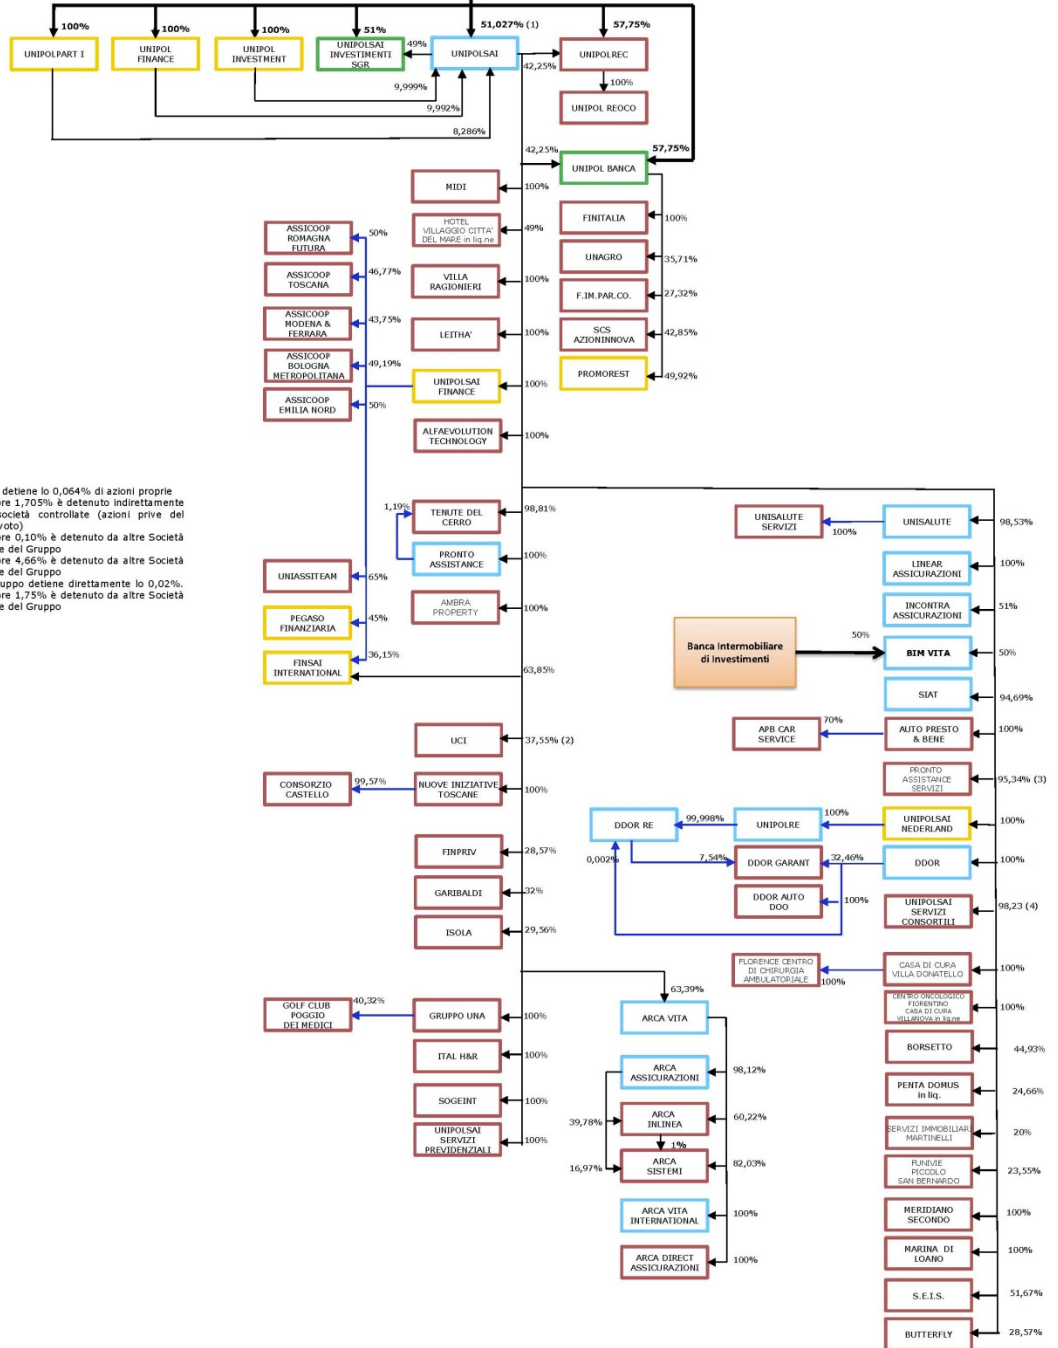 100%
100%
100%
51%
51,027% (1)
57,75%
UNIPOLPART I
UNIPOL
FINANCE
UNIPOL
INVESTMENT
UNIPOLSAI
INVESTIMENTI
SGR
49%
UNIPOLSAI
42,25%
UNIPOLREC
9,999%
9,992%
8,286%
100%
UNIPOL REOCO
42,25%
57,75%
UNIPOL BANCA
MIDI
100%
HOTEL
VILLAGGIO CITTA'
DEL MARE in liq.ne
49%
VILLA
RAGIONIERI
100%
LEITHA'
100%
UNIPOLSAI
FINANCE
100%
ALFAEVOLUTION
TECHNOLOGY
100%
FINITALIA
100%
UNAGRO
35,71%
F.IM.PAR.CO.
27,32%
SCS
AZIONINNOVA
42,85%
PROMOREST
49,92%
ASSICOOP
ROMAGNA
FUTURA
50%
ASSICOOP
TOSCANA
46,77%
ASSICOOP
MODENA &
FERRARA
43,75%
ASSICOOP
BOLOGNA
METROPOLITANA
49,19%
ASSICOOP
EMILIA NORD
50%
detiene lo 0,064% di azioni proprie
ore 1,705% è detenuto indirettamente
società controllate (azioni prive del
voto)
ore 0,10% è detenuto da altre Società
e del Gruppo
ore 4,66% è detenuto da altre Società
e del Gruppo
uppo detiene direttamente lo 0,02%.
ore 1,75% è detenuto da altre Società
e del Gruppo
1,19%
TENUTE DEL
CERRO
98,81%
PRONTO
ASSISTANCE
100%
AMBRA
PROPERTY
100%
UNIASSITEAM
65%
PEGASO
FINANZIARIA
45%
FINSAI
INTERNATIONAL
36,15%
63,85%
UCI
37,55% (2)
CONSORZIO
CASTELLO
99,57%
NUOVE INIZIATIVE
TOSCANE
100%
FINPRIV
28,57%
GARIBALDI
32%
ISOLA
29,56%
GOLF CLUB
POGGIO
DEI MEDICI
40,32%
GRUPPO UNA
100%
ITAL H&R
100%
SOGEINT
100%
UNIPOLSAI
SERVIZI
PREVIDENZIALI
100%
63,39%
ARCA VITA
ARCA
ASSICURAZIONI
98,12%
39,78%
ARCA
INLINEA
60,22%
1%
16,97%
ARCA
SISTEMI
82,03%
ARCA VITA
INTERNATIONAL
100%
ARCA DIRECT
ASSICURAZIONI
100%
UNISALUTE
SERVIZI
100%
UNISALUTE
98,53%
LINEAR
ASSICURAZIONI
100%
INCONTRA
ASSICURAZIONI
51%
Banca Intermobiliare
di Investimenti
50%
BIM VITA
50%
SIAT
94,69%
APB CAR
SERVICE
70%
AUTO PRESTO
& BENE
100%
PRONTO
ASSISTANCE
SERVIZI
95,34% (3)
DDOR RE
99,998%
UNIPOLRE
100%
UNIPOLSAI
NEDERLAND
100%
0,002%
7,54%
DDOR GARANT
32,46%
DDOR
100%
DDOR AUTO
DOO
100%
UNIPOLSAI
SERVIZI
CONSORTILI
98,23 (4)
FLORENCE CENTRO
DI CHIRURGIA
AMBULATORIALE
100%
CASA DI CURA
VILLA DONATELLO
100%
CENTRO ONCOLOGICO
FIORENTINO
CASA DI CURA
VILLANOVA in liq.ne
100%
BORSETTO
44,93%
PENTA DOMUS
in liq.
24,66%
SERVIZI IMMOBILIARI
MARTINELLI
20%
FUNIVIE
PICCOLO
SAN BERNARDO
23,55%
MERIDIANO
SECONDO
100%
MARINA DI
LOANO
100%
S.E.I.S.
51,67%
BUTTERFLY
28,57%